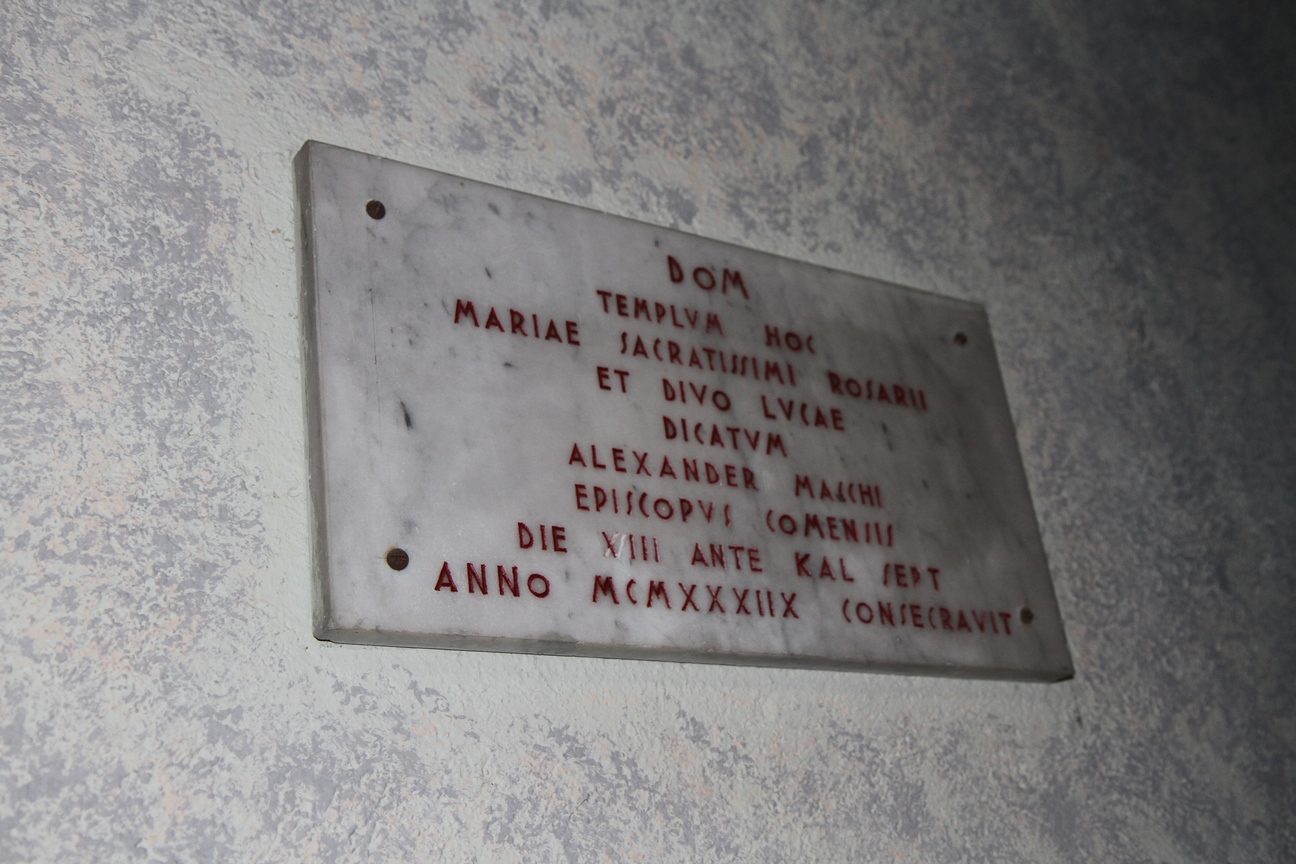 DOM
TEMPLVM HOC
MARIAE SACRATISSIMI ROSARII
ET DIVO LVCAE
DICATVM
ALEXANDER MACCHI
EPISCOPVS COMENSIS
DIE XIII ANTE KAL SEPT
ANNO MCMXXXIIX CONSECRAVIT